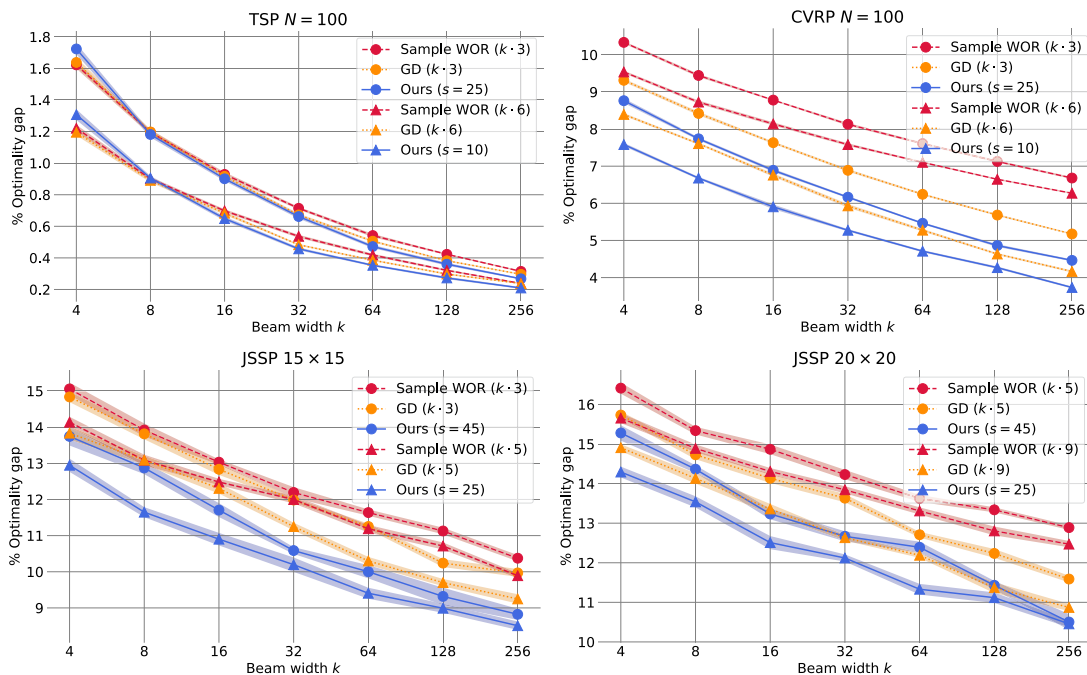 TSP N = 100
% Optimality gap
1.8
1.6
1.4
1.2
1.0
0.8
0.6
0.4
0.2
Sample WOR (k · 3)
GD (k · 3)
Ours (s = 25)
Sample WOR (k · 6)
GD (k · 6)
Ours (s = 10)
4 8 16 32 64 128 256
Beam width k
CVRP N = 100
% Optimality gap
10
9
8
7
6
5
4
Sample WOR (k · 3)
GD (k · 3)
Ours (s = 25)
Sample WOR (k · 6)
GD (k · 6)
Ours (s = 10)
4 8 16 32 64 128 256
Beam width k
JSSP 15 × 15
% Optimality gap
15
14
13
12
11
10
9
Sample WOR (k · 3)
GD (k · 3)
Ours (s = 45)
Sample WOR (k · 5)
GD (k · 5)
Ours (s = 25)
4 8 16 32 64 128 256
Beam width k
JSSP 20 × 20
% Optimality gap
16
15
14
13
12
11
10
Sample WOR (k · 5)
GD (k · 5)
Ours (s = 45)
Sample WOR (k · 9)
GD (k · 9)
Ours (s = 25)
4 8 16 32 64 128 256
Beam width k